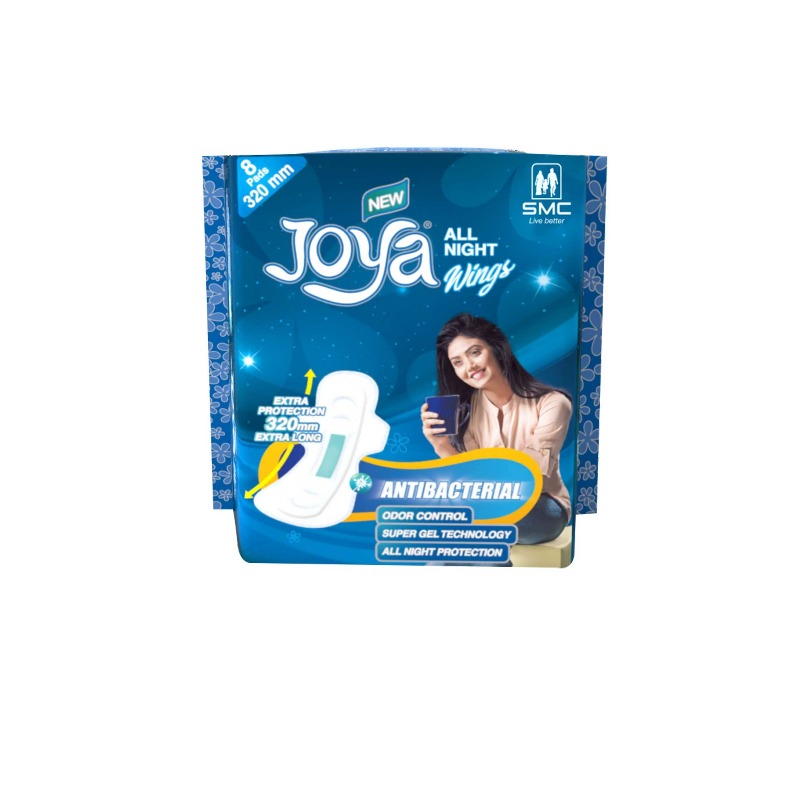 8
Pads
320 mm
NEW
JOYA®
ALL
NIGHT
Wings
SMC
Live better
EXTRA
PROTECTION
320mm
EXTRA LONG
ANTIBACTERIAL
ODOR CONTROL
SUPER GEL TECHNOLOGY
ALL NIGHT PROTECTION